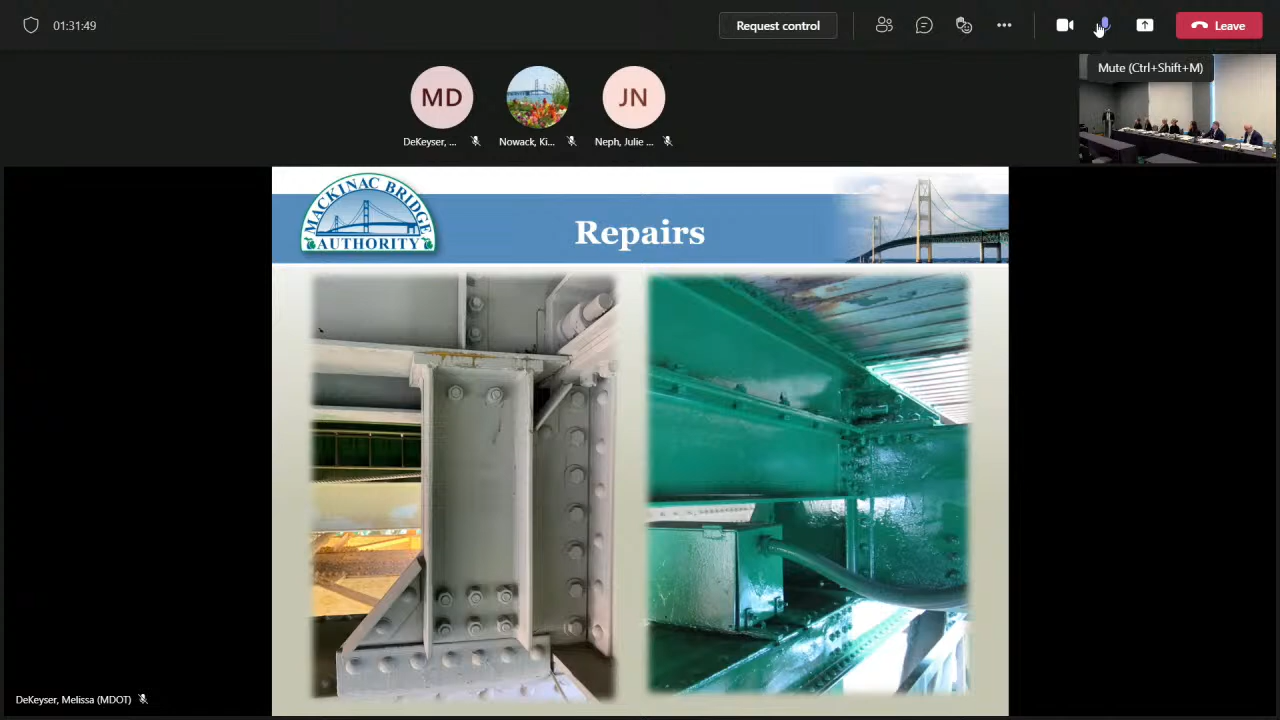 01:31:49
Request control
Leave
Mute (Ctrl+Shift+M)
MD
JN
DeKeyser, ...
Nowack, Ki...
Neph, Julie ...
MACKINAC BRIDGE
AUTHORITY
Repairs
DeKeyser, Melissa (MDOT)